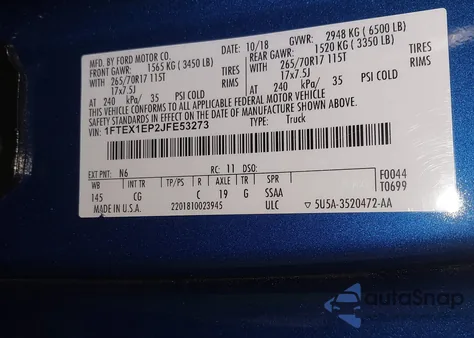 MFD. BY FORD MOTOR CO.
DATE: 10/18 GVWR: 2948 KG ( 6500 LB)
FRONT GAWR: 1565 KG ( 3450 LB) REAR GAWR: 1520 KG ( 3350 LB)
WITH TIRES WITH TIRES
265/70R17 115T 265/70R17 115T
17x7.5J RIMS 17x7.5J RIMS
AT 240 kPa/ 35 PSI COLD AT 240 kPa/ 35 PSI COLD
THIS VEHICLE CONFORMS TO ALL APPLICABLE FEDERAL MOTOR VEHICLE
SAFETY STANDARDS IN EFFECT ON THE DATE OF MANUFACTURE SHOWN ABOVE.
VIN: 1FTEX1EP2JFE53273
TYPE: Truck
EXT PNT: N6 RC: 11 DSO: F0044
WB INT TR TP/PS R AXLE TR SPR T0699
145 CG C 19 G SSAA
MADE IN U.S.A. 2201810023945 ULC 5U5A-3520472-AA
autoSnap